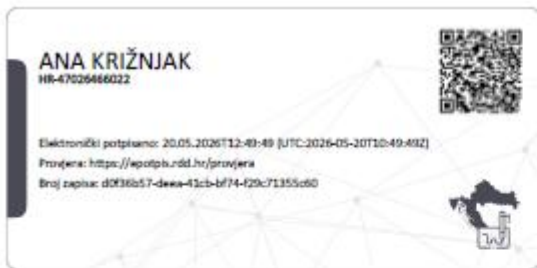 ANA KRIŽNJAK
HR-47026466022
Elektronički potpisano: 20.05.2026T12:49:49 (UTC:2026-05-20T10:49:49Z)
Provjera: https://epotpis.rdd.hr/provjera
Broj zapisa: d0f36b57-deea-41cb-bf74-f29c71355c60